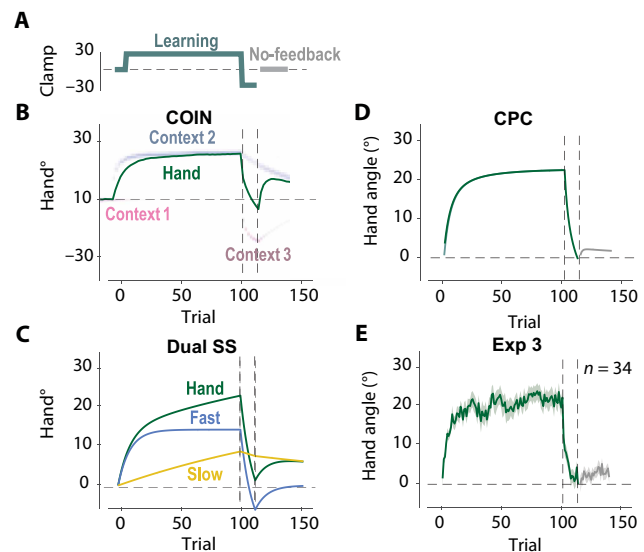 A
Learning
No-feedback
Clamp
30
−30
B
COIN
Context 2
Hand
Context 1
Context 3
Hand°
30
10
−30
0
50
100
150
Trial
C
Dual SS
Hand
Fast
Slow
Hand°
30
20
10
0
0
50
100
150
Trial
D
CPC
Hand angle (°)
20
10
0
0
50
100
150
Trial
E
Exp 3
n = 34
Hand angle (°)
20
10
0
0
50
100
150
Trial